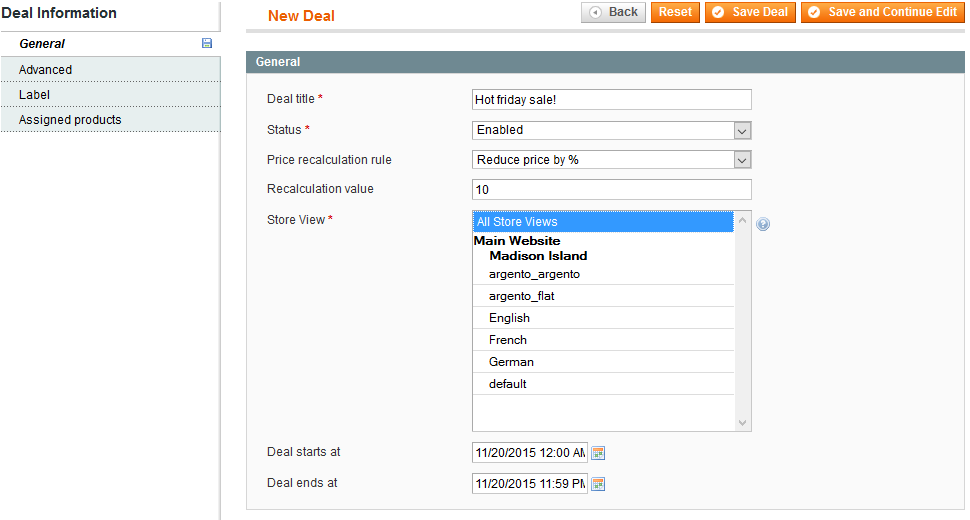 Deal Information
General
Advanced
Label
Assigned products
New Deal
Back Reset Save Deal Save and Continue Edit
General
Deal title * Hot friday sale!
Status * Enabled
Price recalculation rule Reduce price by %
Recalculation value 10
Store View * All Store Views
Main Website
Madison Island
argento_argento
argento_flat
English
French
German
default
Deal starts at 11/20/2015 12:00 AM
Deal ends at 11/20/2015 11:59 PM